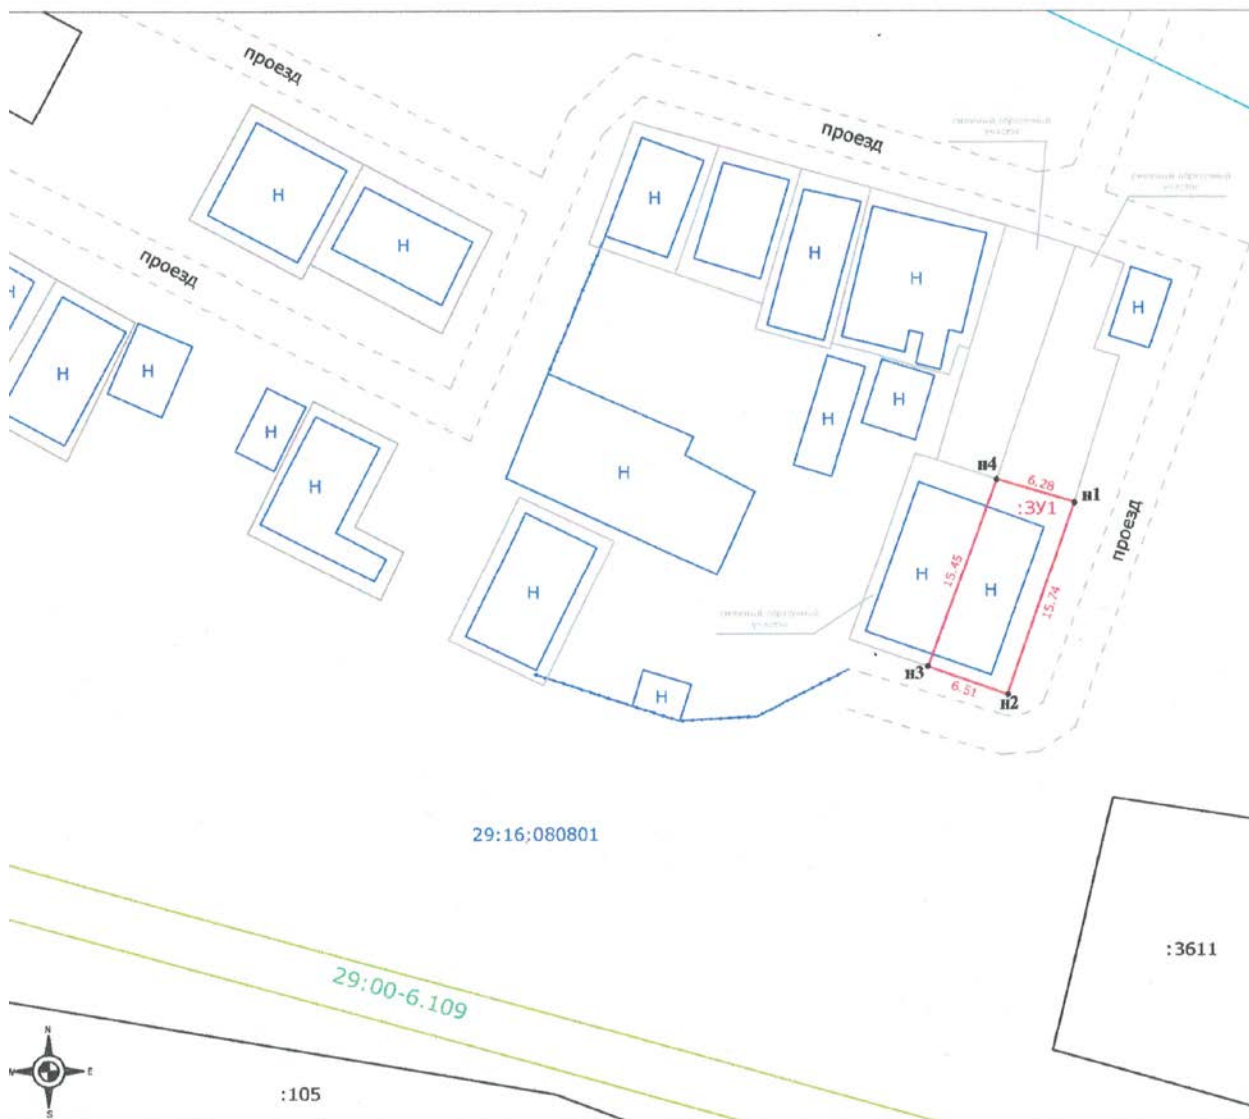 проезд
проезд
Н
Н
Н
Н
Н
проезд
Н
Н
Н
Н
Н
Н
Н
Н
Н
н4
6.28
н1
:ЗУ1
Н
Н
Н
15.45
Н
Н
15.74
проезд
н3
6.51
н2
Н
29:16:080801
:3611
29:00-6.109
N
E
S
:105